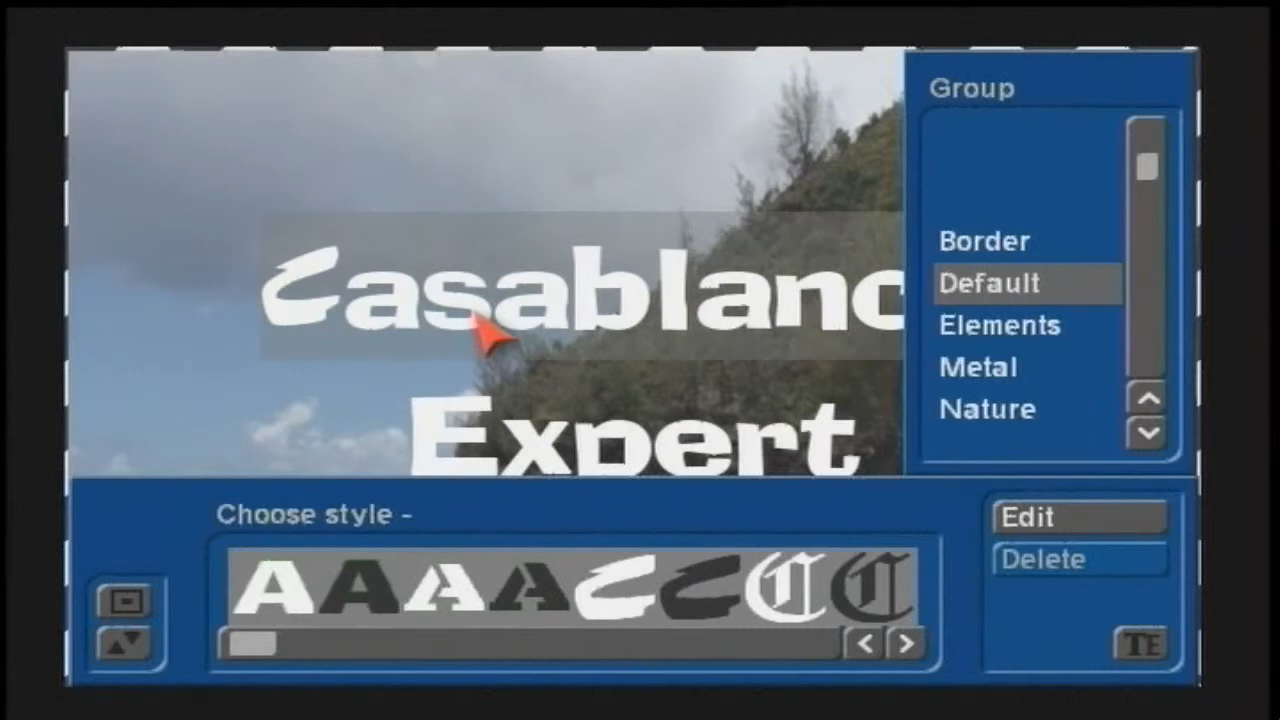 Group
Casablanc
Border
Default
Elements
Metal
Nature
Expert
Choose style -
A A A A C C C C
Edit
Delete
TE